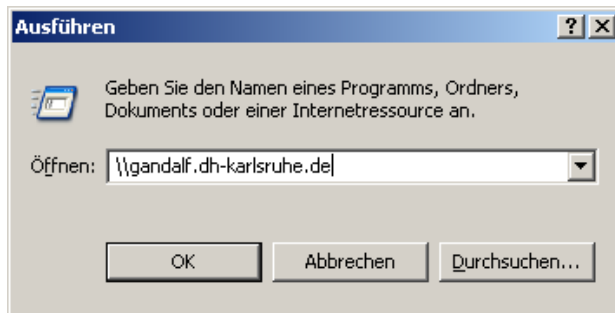 Ausführen
Geben Sie den Namen eines Programms, Ordners,
Dokuments oder einer Internetressource an.
Öffnen: \\gandalf.dh-karlsruhe.de
OK Abbrechen Durchsuchen...